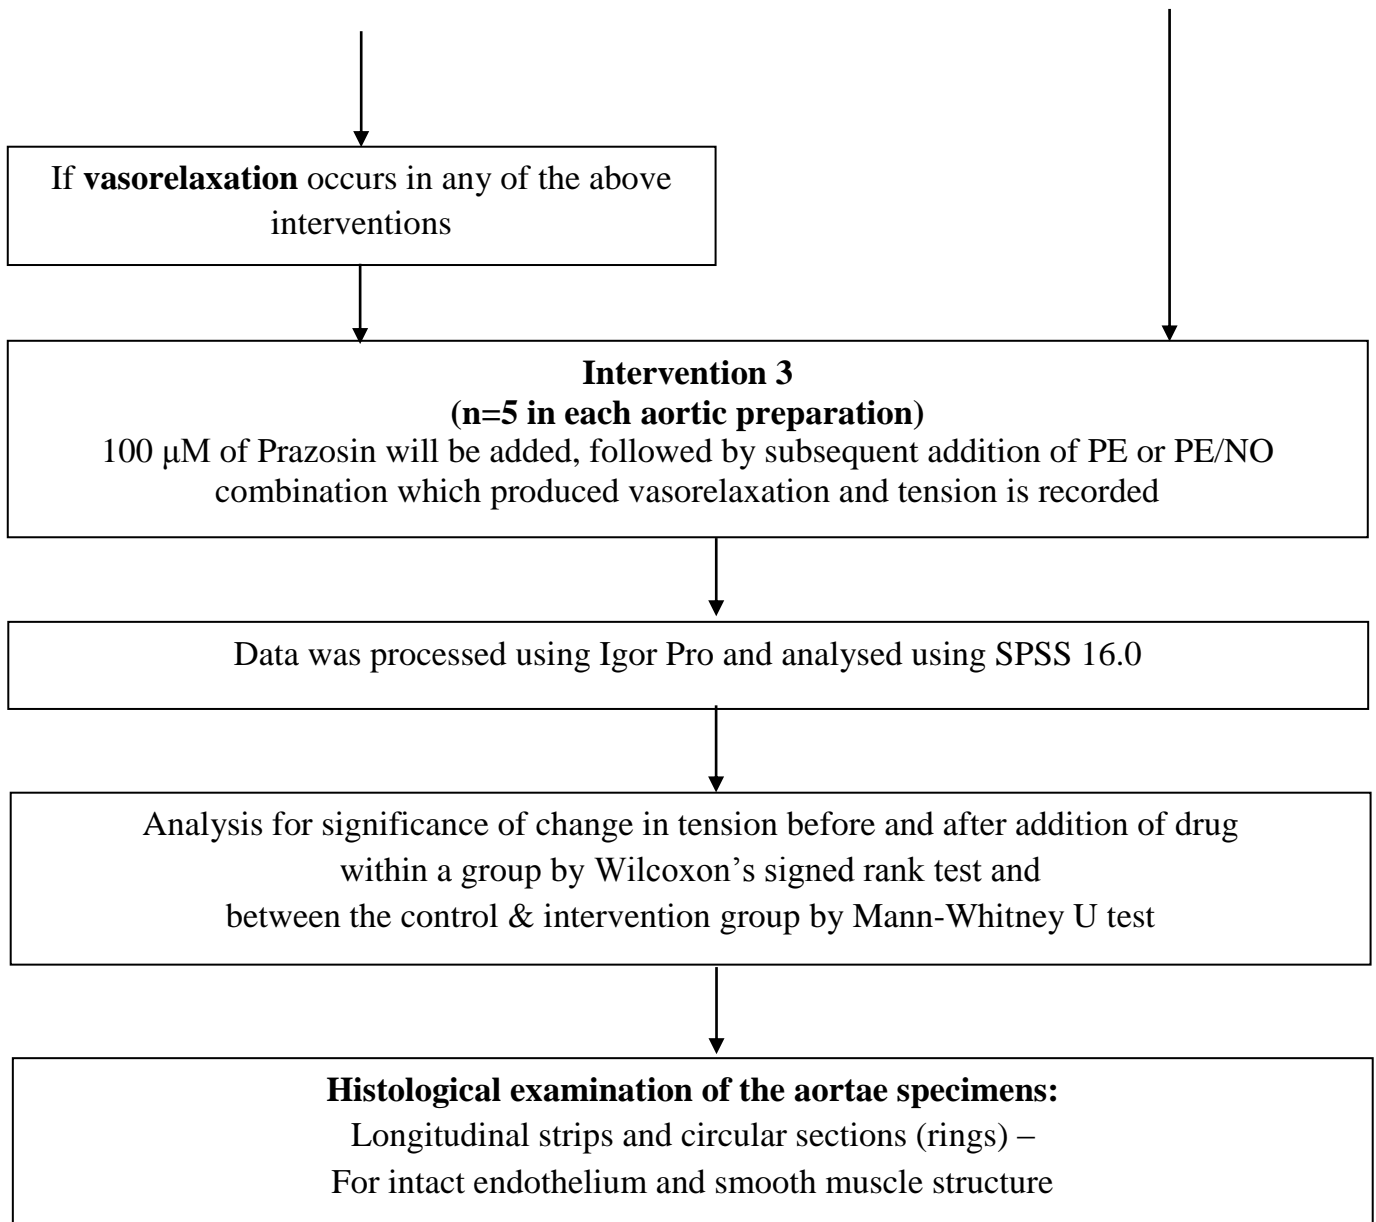 If vasorelaxation occurs in any of the above
interventions
Intervention 3
(n=5 in each aortic preparation)
100 μM of Prazosin will be added, followed by subsequent addition of PE or PE/NO
combination which produced vasorelaxation and tension is recorded
Data was processed using Igor Pro and analysed using SPSS 16.0
Analysis for significance of change in tension before and after addition of drug
within a group by Wilcoxon’s signed rank test and
between the control & intervention group by Mann-Whitney U test
Histological examination of the aortae specimens:
Longitudinal strips and circular sections (rings) –
For intact endothelium and smooth muscle structure